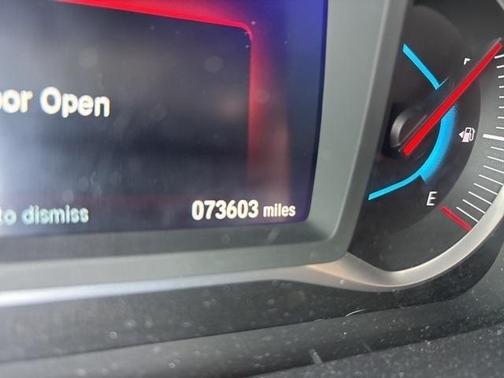 oor Open
to dismiss
073603 miles
E